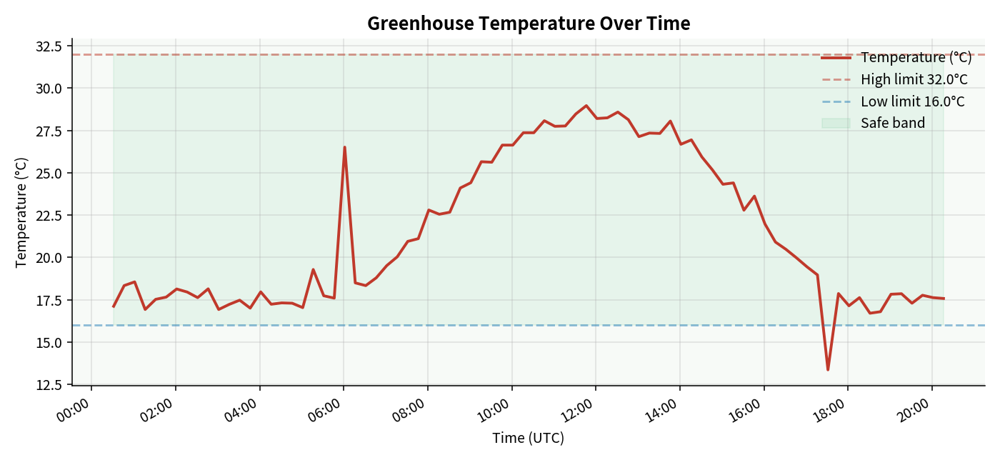 Greenhouse Temperature Over Time
32.5
30.0
27.5
25.0
22.5
20.0
17.5
15.0
12.5
Temperature (°C)
Temperature (°C)
High limit 32.0°C
Low limit 16.0°C
Safe band
00:00
02:00
04:00
06:00
08:00
10:00
12:00
14:00
16:00
18:00
20:00
Time (UTC)